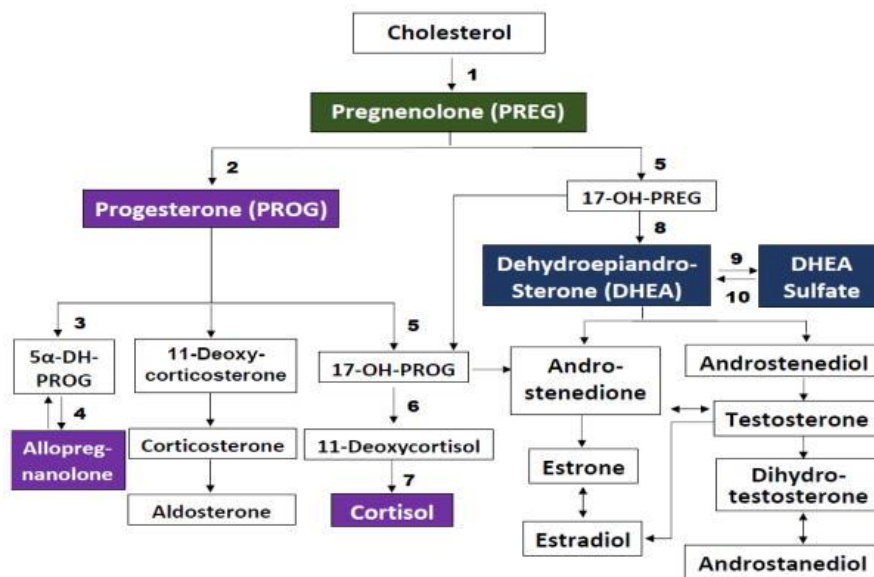 Cholesterol
1
Pregnenolone (PREG)
2
5
Progesterone (PROG)
17-OH-PREG
8
Dehydroepiandro-
Sterone (DHEA)
9
10
DHEA
Sulfate
3
5
5α-DH-
PROG
11-Deoxy-
corticosterone
17-OH-PROG
Andro-
stenedione
Androstenediol
4
6
Allopreg-
nanolone
Corticosterone
11-Deoxycortisol
Testosterone
7
Estrone
Dihydro-
testosterone
Aldosterone
Cortisol
Estradiol
Androstanediol